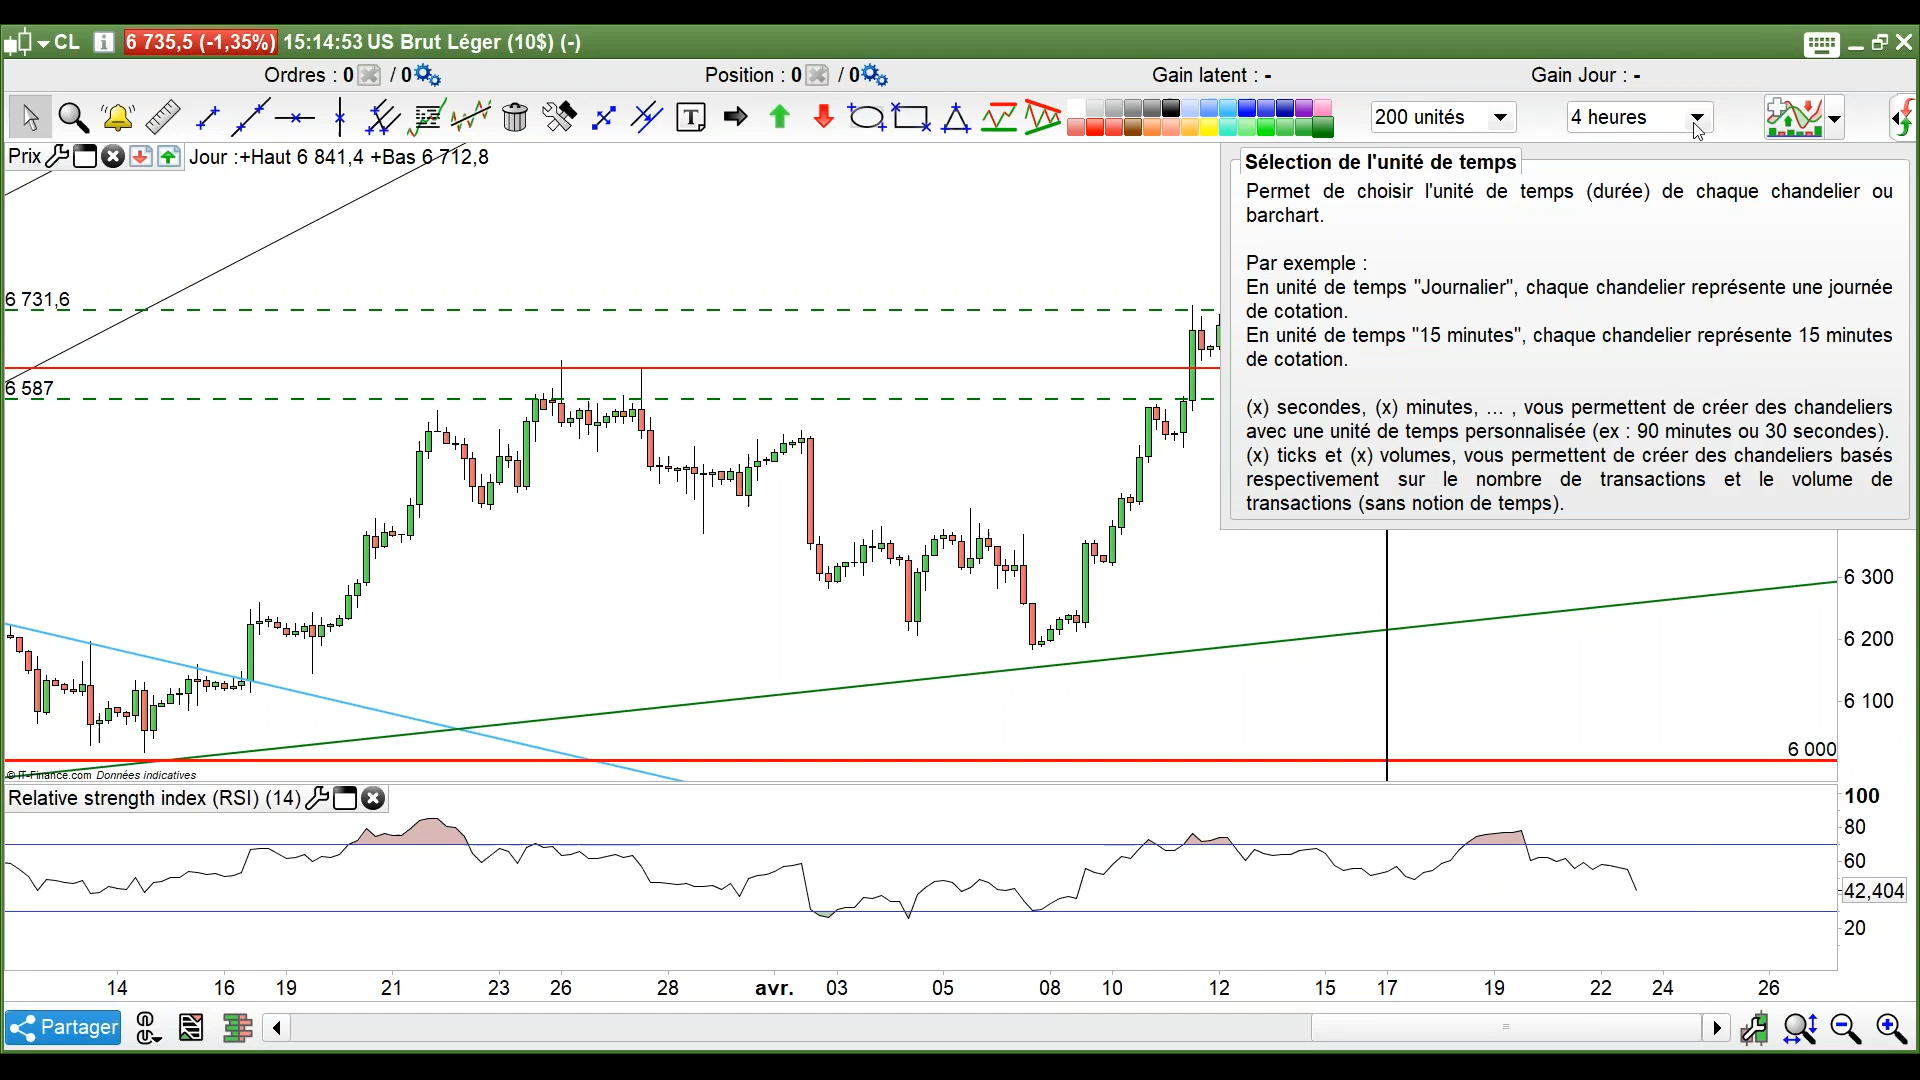 CL 6 735,5 (-1,35%) 15:14:53 US Brut Léger (10$) (-)
Ordres : 0 / 0 Position : 0 / 0 Gain latent : - Gain Jour : -
T 200 unités 4 heures
Prix Jour :+Haut 6 841,4 +Bas 6 712,8
Sélection de l'unité de temps
Permet de choisir l'unité de temps (durée) de chaque chandelier ou
barchart.
Par exemple :
En unité de temps "Journalier", chaque chandelier représente une journée
de cotation.
En unité de temps "15 minutes", chaque chandelier représente 15 minutes
de cotation.
(x) secondes, (x) minutes, ... , vous permettent de créer des chandeliers
avec une unité de temps personnalisée (ex : 90 minutes ou 30 secondes).
(x) ticks et (x) volumes, vous permettent de créer des chandeliers basés
respectivement sur le nombre de transactions et le volume de
transactions (sans notion de temps).
6 731,6
6 587
6 300
6 200
6 100
6 000
© IT-Finance.com Données indicatives
Relative strength index (RSI) (14)
100
80
60
42,404
20
14 16 19 21 23 26 28 avr. 03 05 08 10 12 15 17 19 22 24 26
Partager